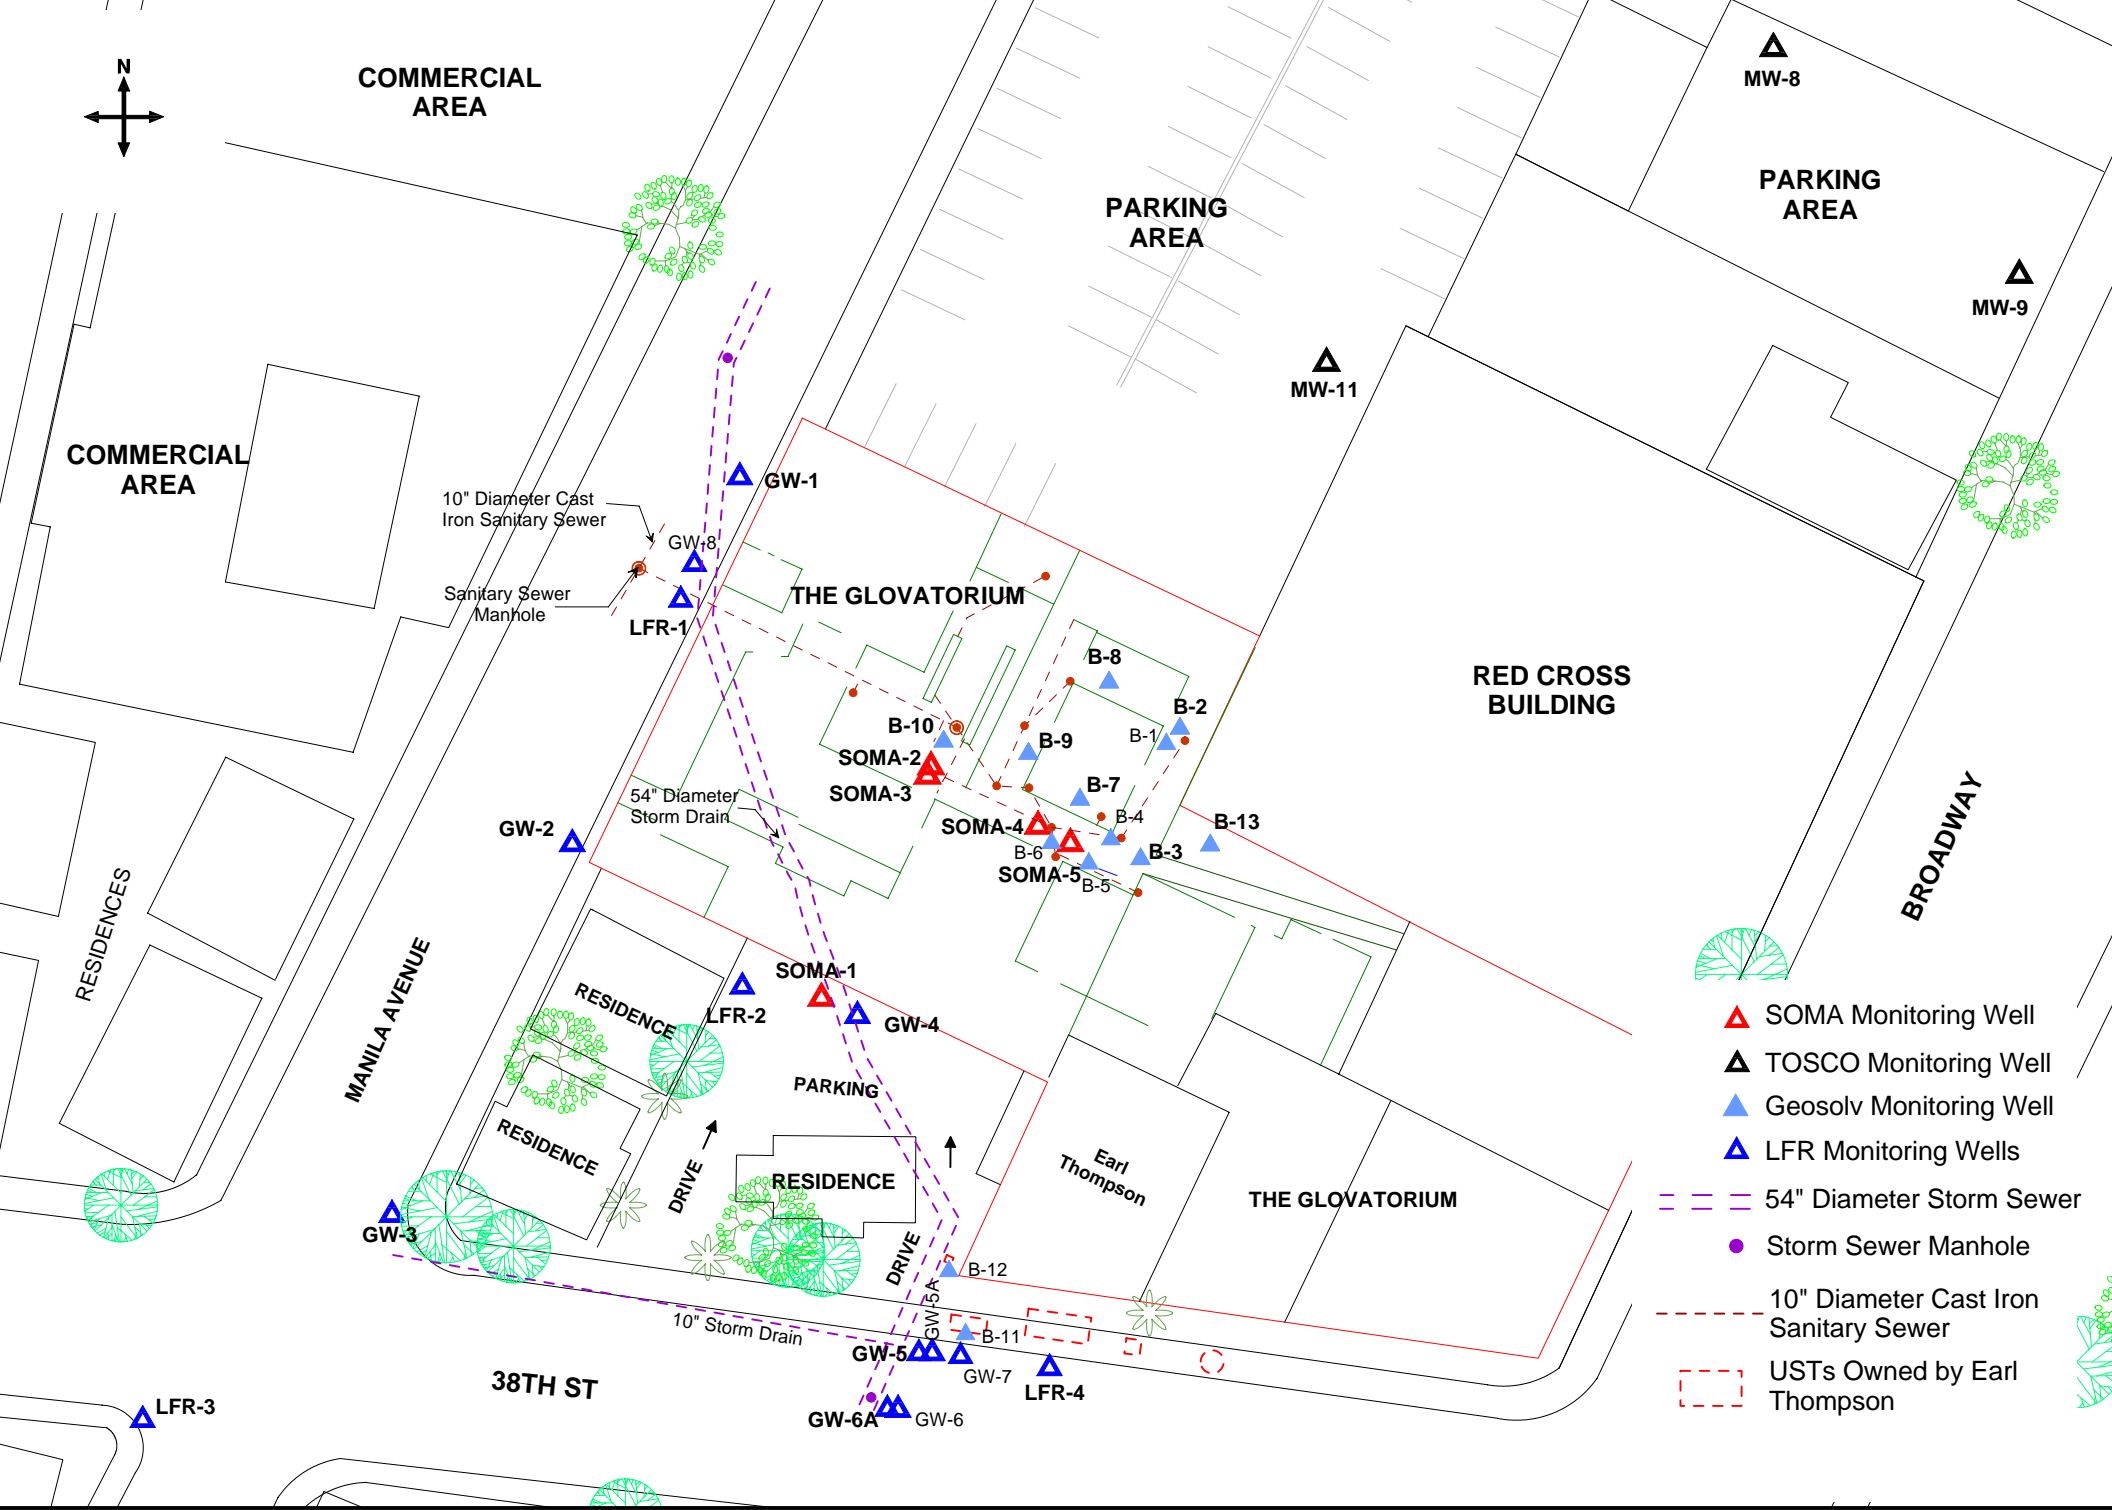 N
COMMERCIAL
AREA
MW-8
PARKING
AREA
PARKING
AREA
MW-9
MW-11
COMMERCIAL
AREA
GW-1
10" Diameter Cast
Iron Sanitary Sewer
GW-8
Sanitary Sewer
Manhole
LFR-1
THE GLOVATORIUM
B-8
RED CROSS
BUILDING
B-2
B-1
B-10
B-9
SOMA-2
SOMA-3
B-7
54" Diameter
Storm Drain
GW-2
SOMA-4
B-4
B-13
B-6
B-3
SOMA-5
B-5
BROADWAY
RESIDENCES
MANILA AVENUE
SOMA-1
RESIDENCE
LFR-2
GW-4
PARKING
RESIDENCE
DRIVE
RESIDENCE
Earl
Thompson
THE GLOVATORIUM
GW-3
DRIVE
B-12
GW-5A
10" Storm Drain
B-11
GW-5
GW-7
LFR-4
38TH ST
LFR-3
GW-6A
GW-6
SOMA Monitoring Well
TOSCO Monitoring Well
Geosolv Monitoring Well
LFR Monitoring Wells
54" Diameter Storm Sewer
Storm Sewer Manhole
10" Diameter Cast Iron
Sanitary Sewer
USTs Owned by Earl
Thompson